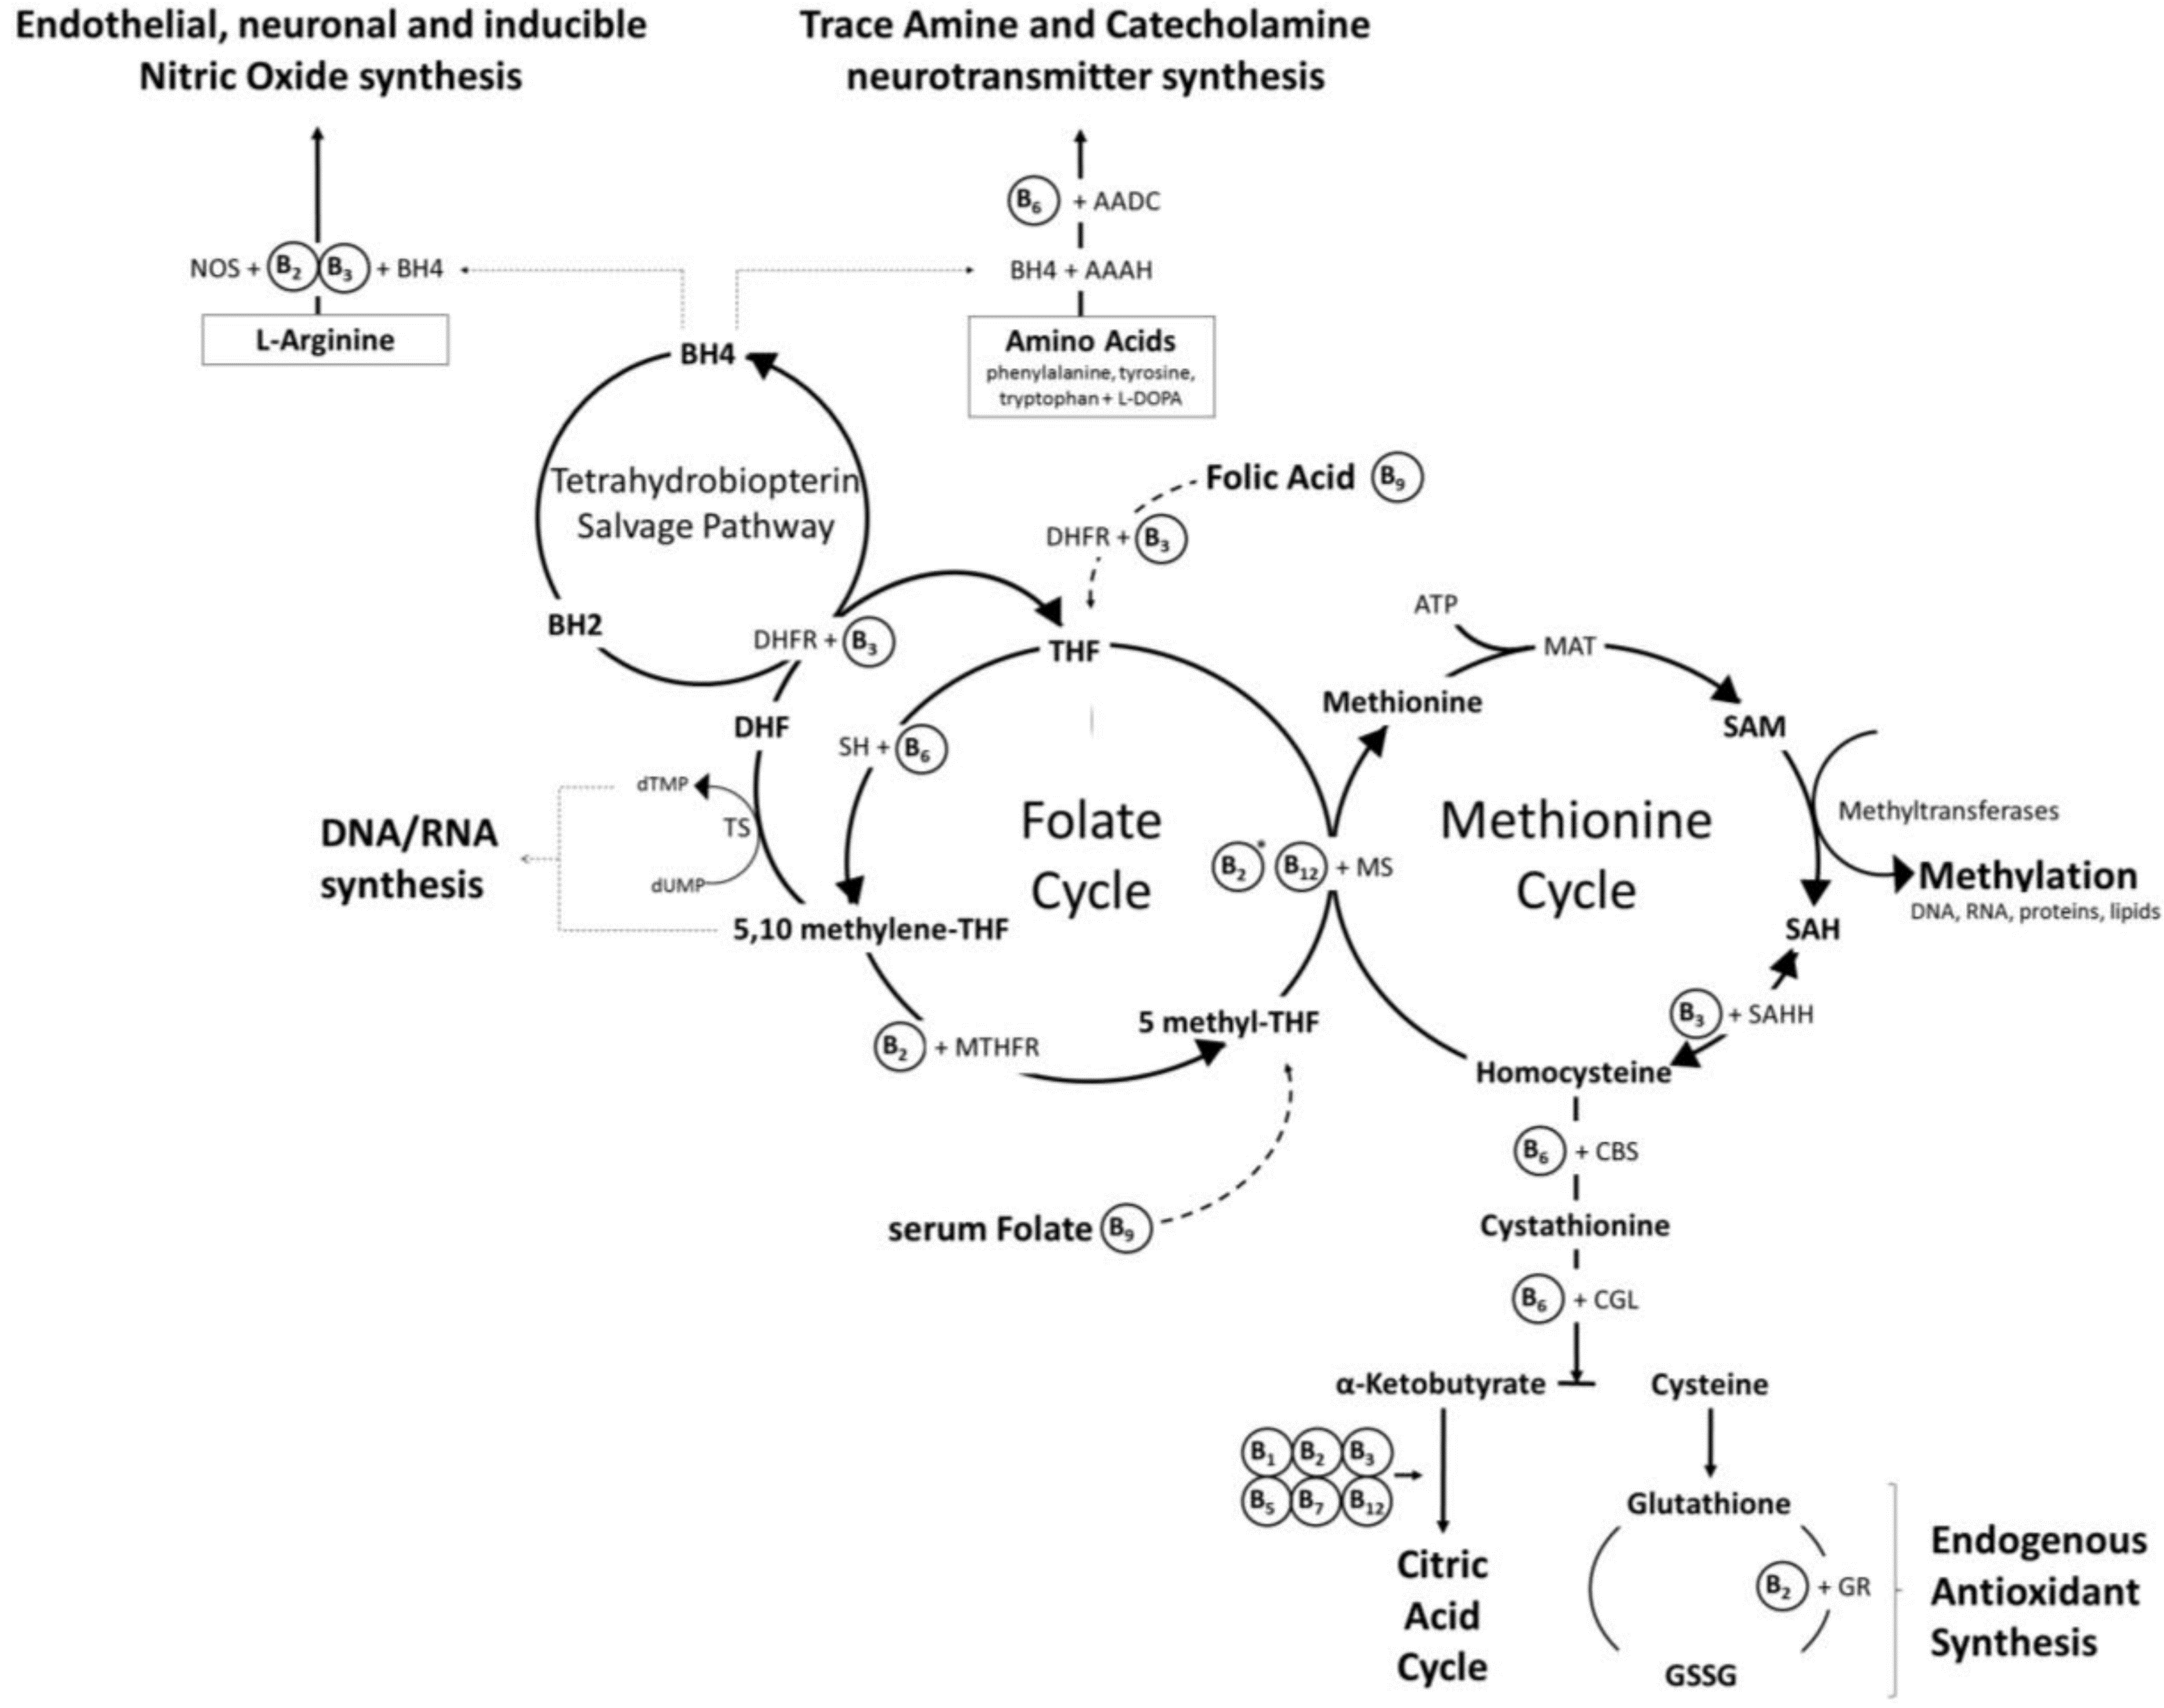 Endothelial, neuronal and inducible
Nitric Oxide synthesis
Trace Amine and Catecholamine
neurotransmitter synthesis
B6 + AADC
NOS + B2 B3 + BH4
BH4 + AAAH
L-Arginine
Amino Acids
phenylalanine, tyrosine,
tryptophan + L-DOPA
BH4
Tetrahydrobiopterin
Salvage Pathway
Folic Acid B9
DHFR + B3
BH2
DHFR + B3
THF
ATP
MAT
Methionine
SAM
DHF
SH + B6
dTMP
TS
dUMP
DNA/RNA
synthesis
Folate
Cycle
B2* B12 + MS
Methionine
Cycle
Methyltransferases
Methylation
DNA, RNA, proteins, lipids
SAH
5,10 methylene-THF
B3 + SAHH
5 methyl-THF
B2 + MTHFR
Homocysteine
B6 + CBS
serum Folate B9
Cystathionine
B6 + CGL
α-Ketobutyrate
Cysteine
B1 B2 B3
B5 B7 B12
Citric
Acid
Cycle
Glutathione
B2 + GR
GSSG
Endogenous
Antioxidant
Synthesis